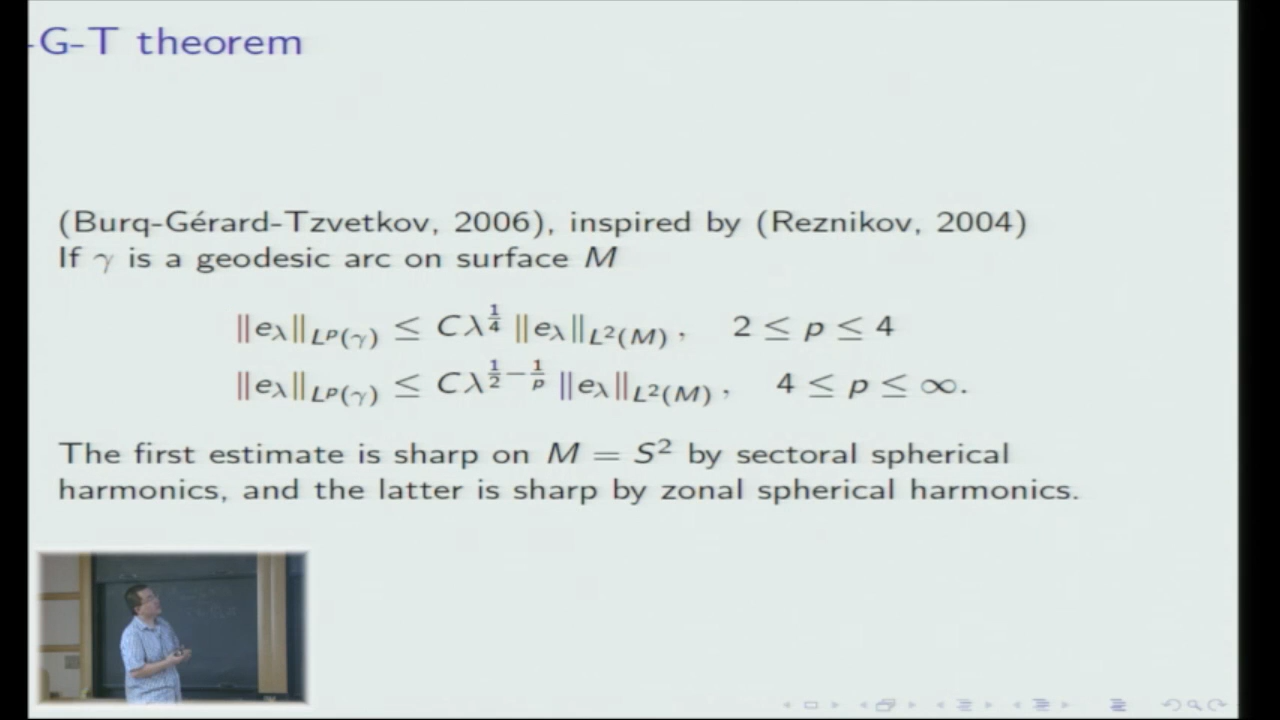 -G-T theorem
(Burq-Gérard-Tzvetkov, 2006), inspired by (Reznikov, 2004)
If γ is a geodesic arc on surface M
‖e_λ‖_{L^p(γ)} ≤ Cλ^{1/4} ‖e_λ‖_{L^2(M)}, 2 ≤ p ≤ 4
‖e_λ‖_{L^p(γ)} ≤ Cλ^{1/2 − 1/p} ‖e_λ‖_{L^2(M)}, 4 ≤ p ≤ ∞.
The first estimate is sharp on M = S² by sectoral spherical
harmonics, and the latter is sharp by zonal spherical harmonics.